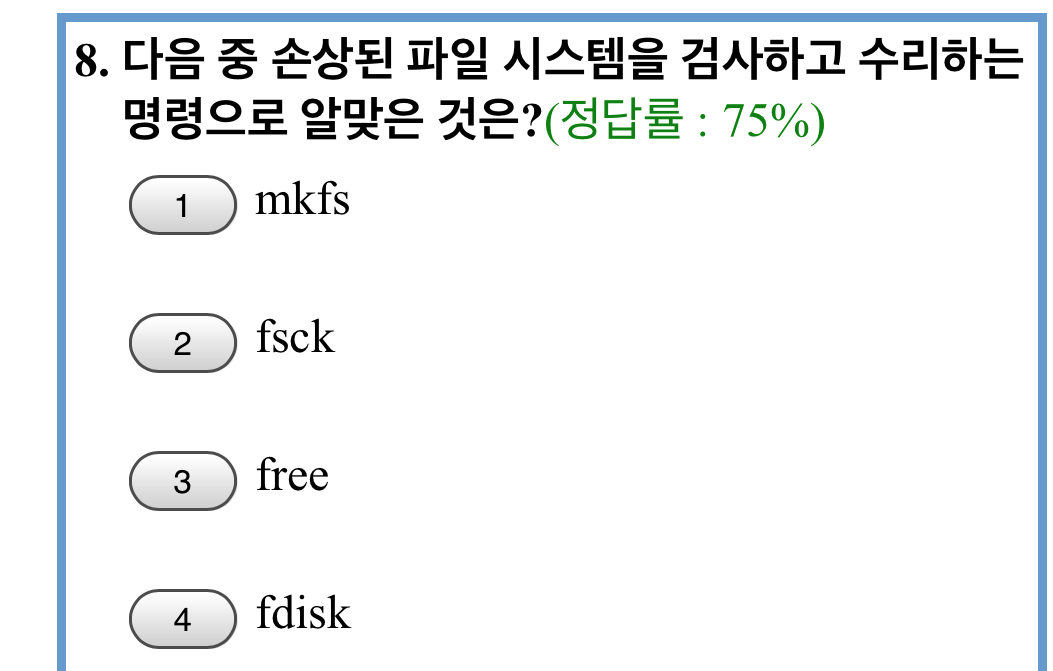 8. 다음 중 손상된 파일 시스템을 검사하고 수리하는
명령으로 알맞은 것은?(정답률 : 75%)
1 mkfs
2 fsck
3 free
4 fdisk